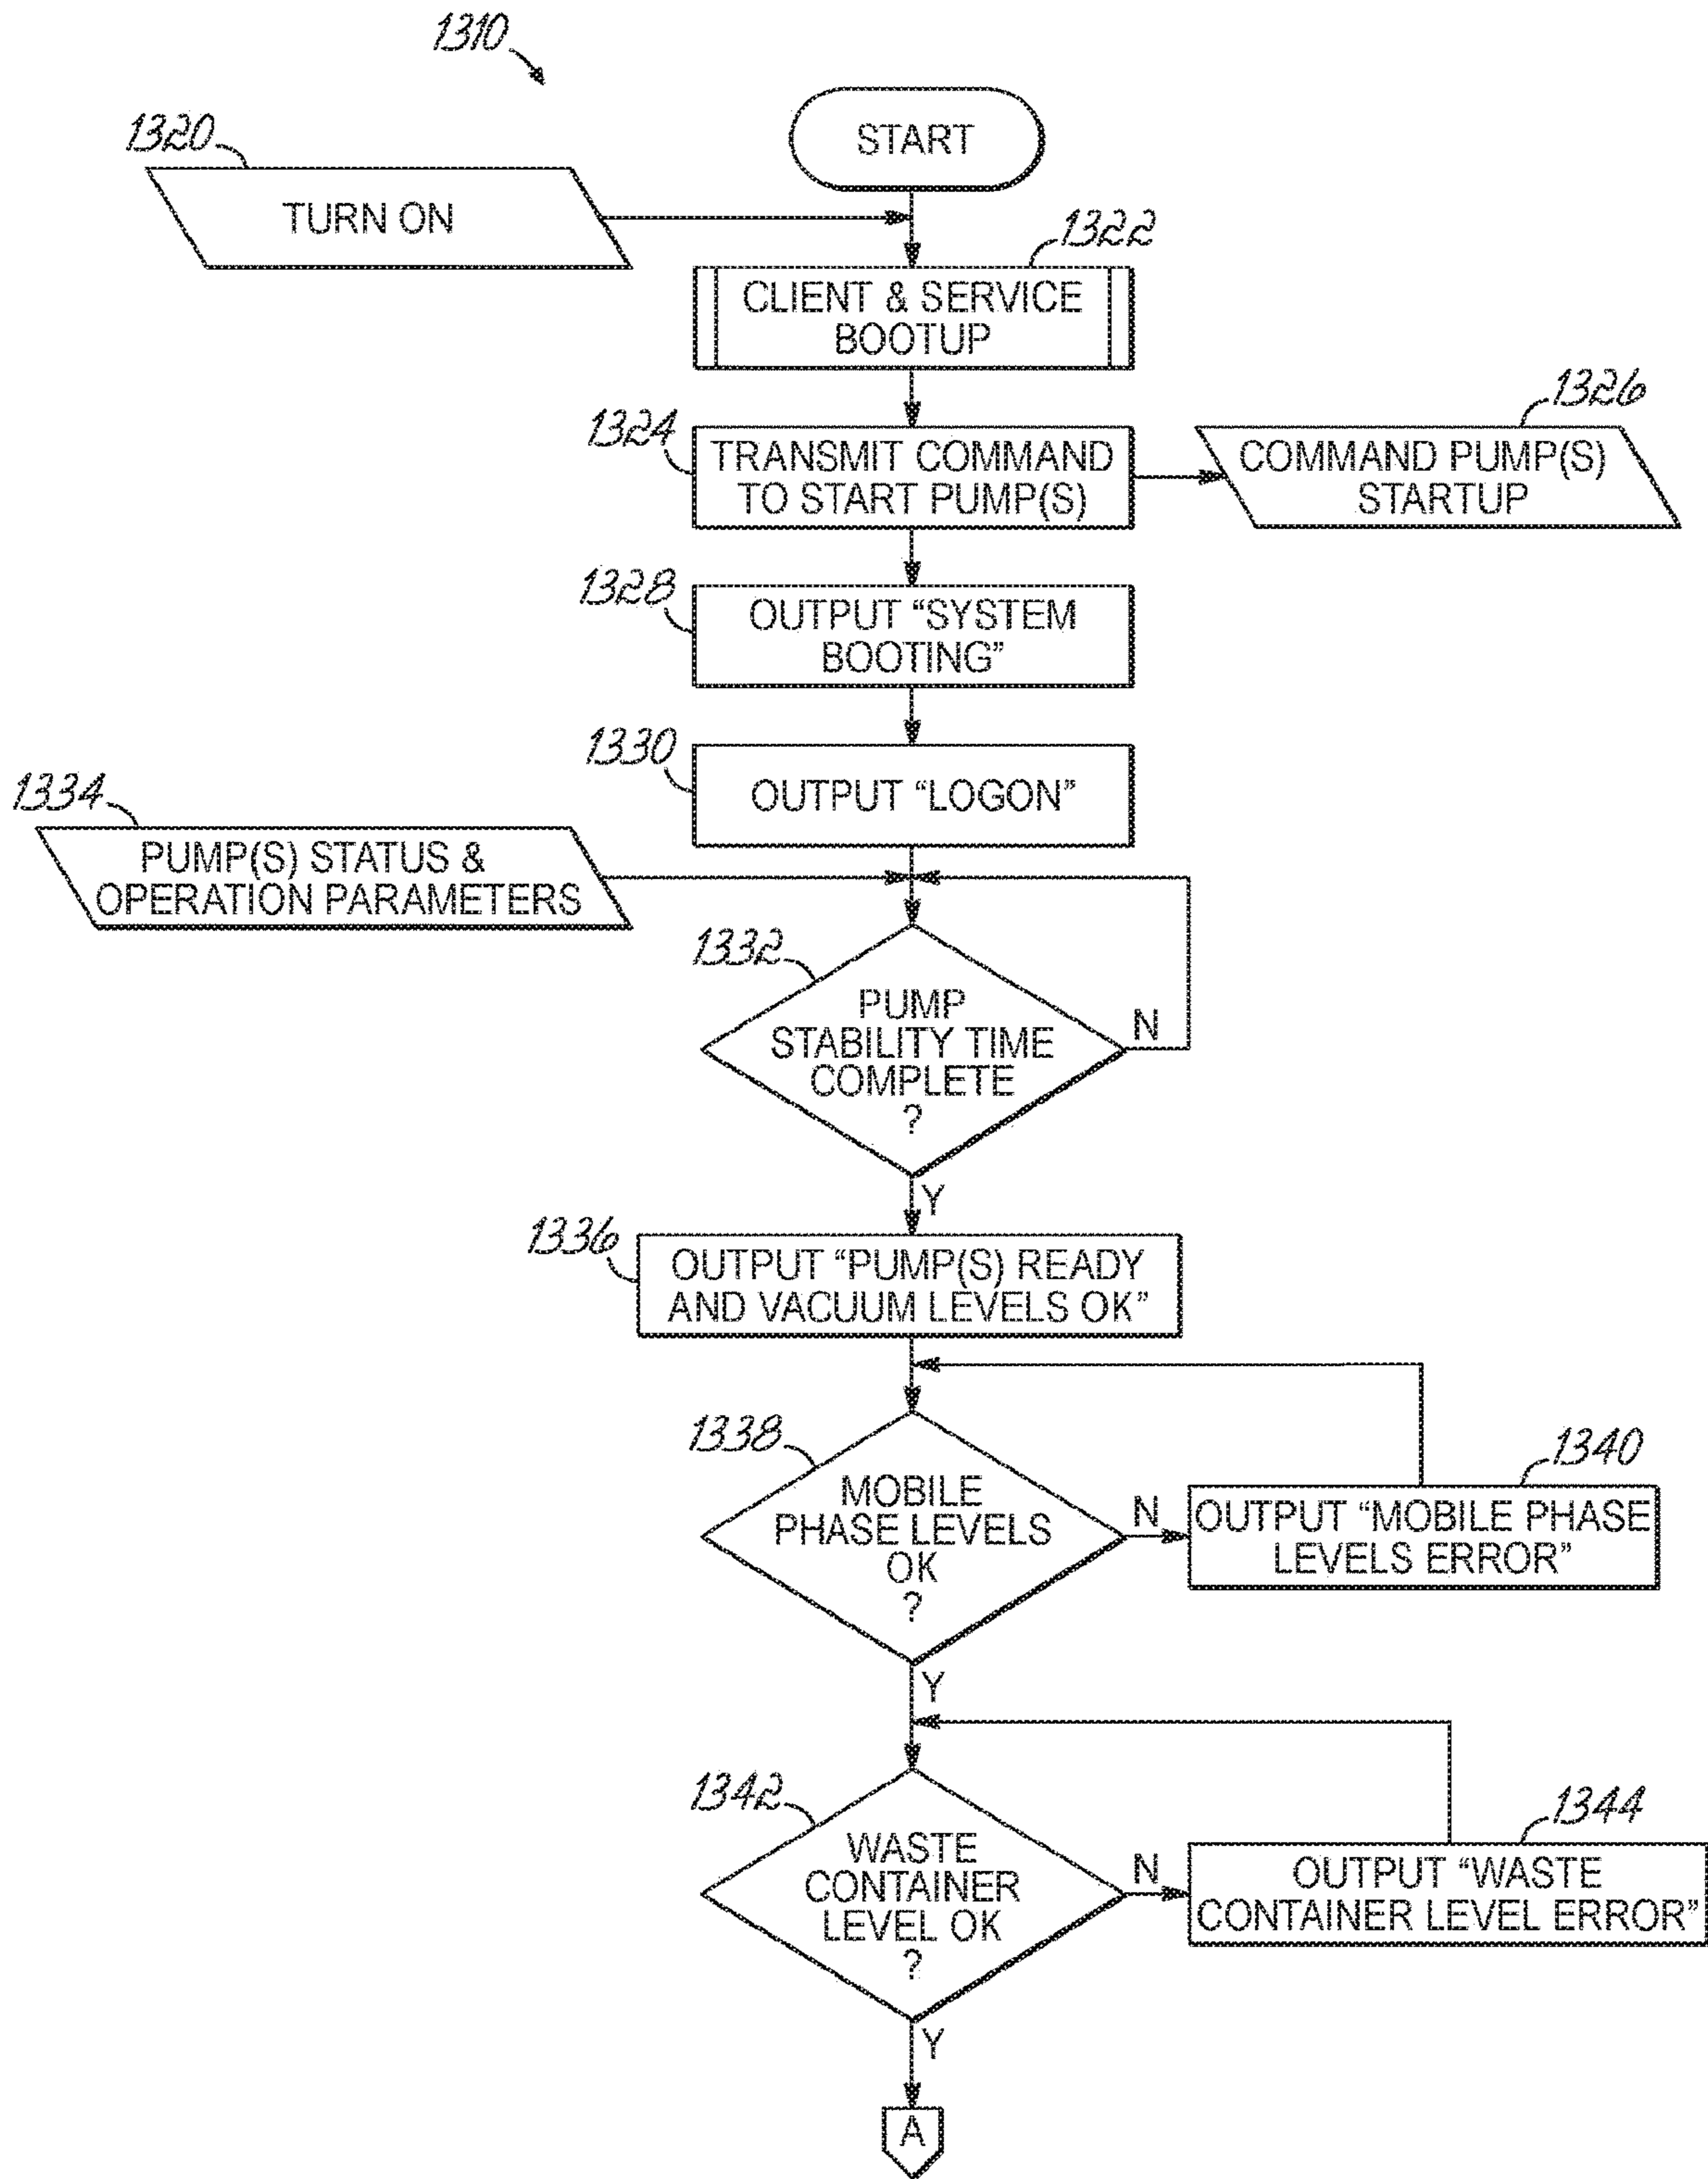 1310
START
1320
TURN ON
1322
CLIENT & SERVICE
BOOTUP
1324
TRANSMIT COMMAND
TO START PUMP(S)
1326
COMMAND PUMP(S)
STARTUP
1328
OUTPUT “SYSTEM
BOOTING”
1330
OUTPUT “LOGON”
1334
PUMP(S) STATUS &
OPERATION PARAMETERS
1332
PUMP
STABILITY TIME
COMPLETE
?
N
Y
1336
OUTPUT “PUMP(S) READY
AND VACUUM LEVELS OK”
1338
MOBILE
PHASE LEVELS
OK
?
N
1340
OUTPUT “MOBILE PHASE
LEVELS ERROR”
Y
1342
WASTE
CONTAINER
LEVEL OK
?
N
1344
OUTPUT “WASTE
CONTAINER LEVEL ERROR”
Y
A